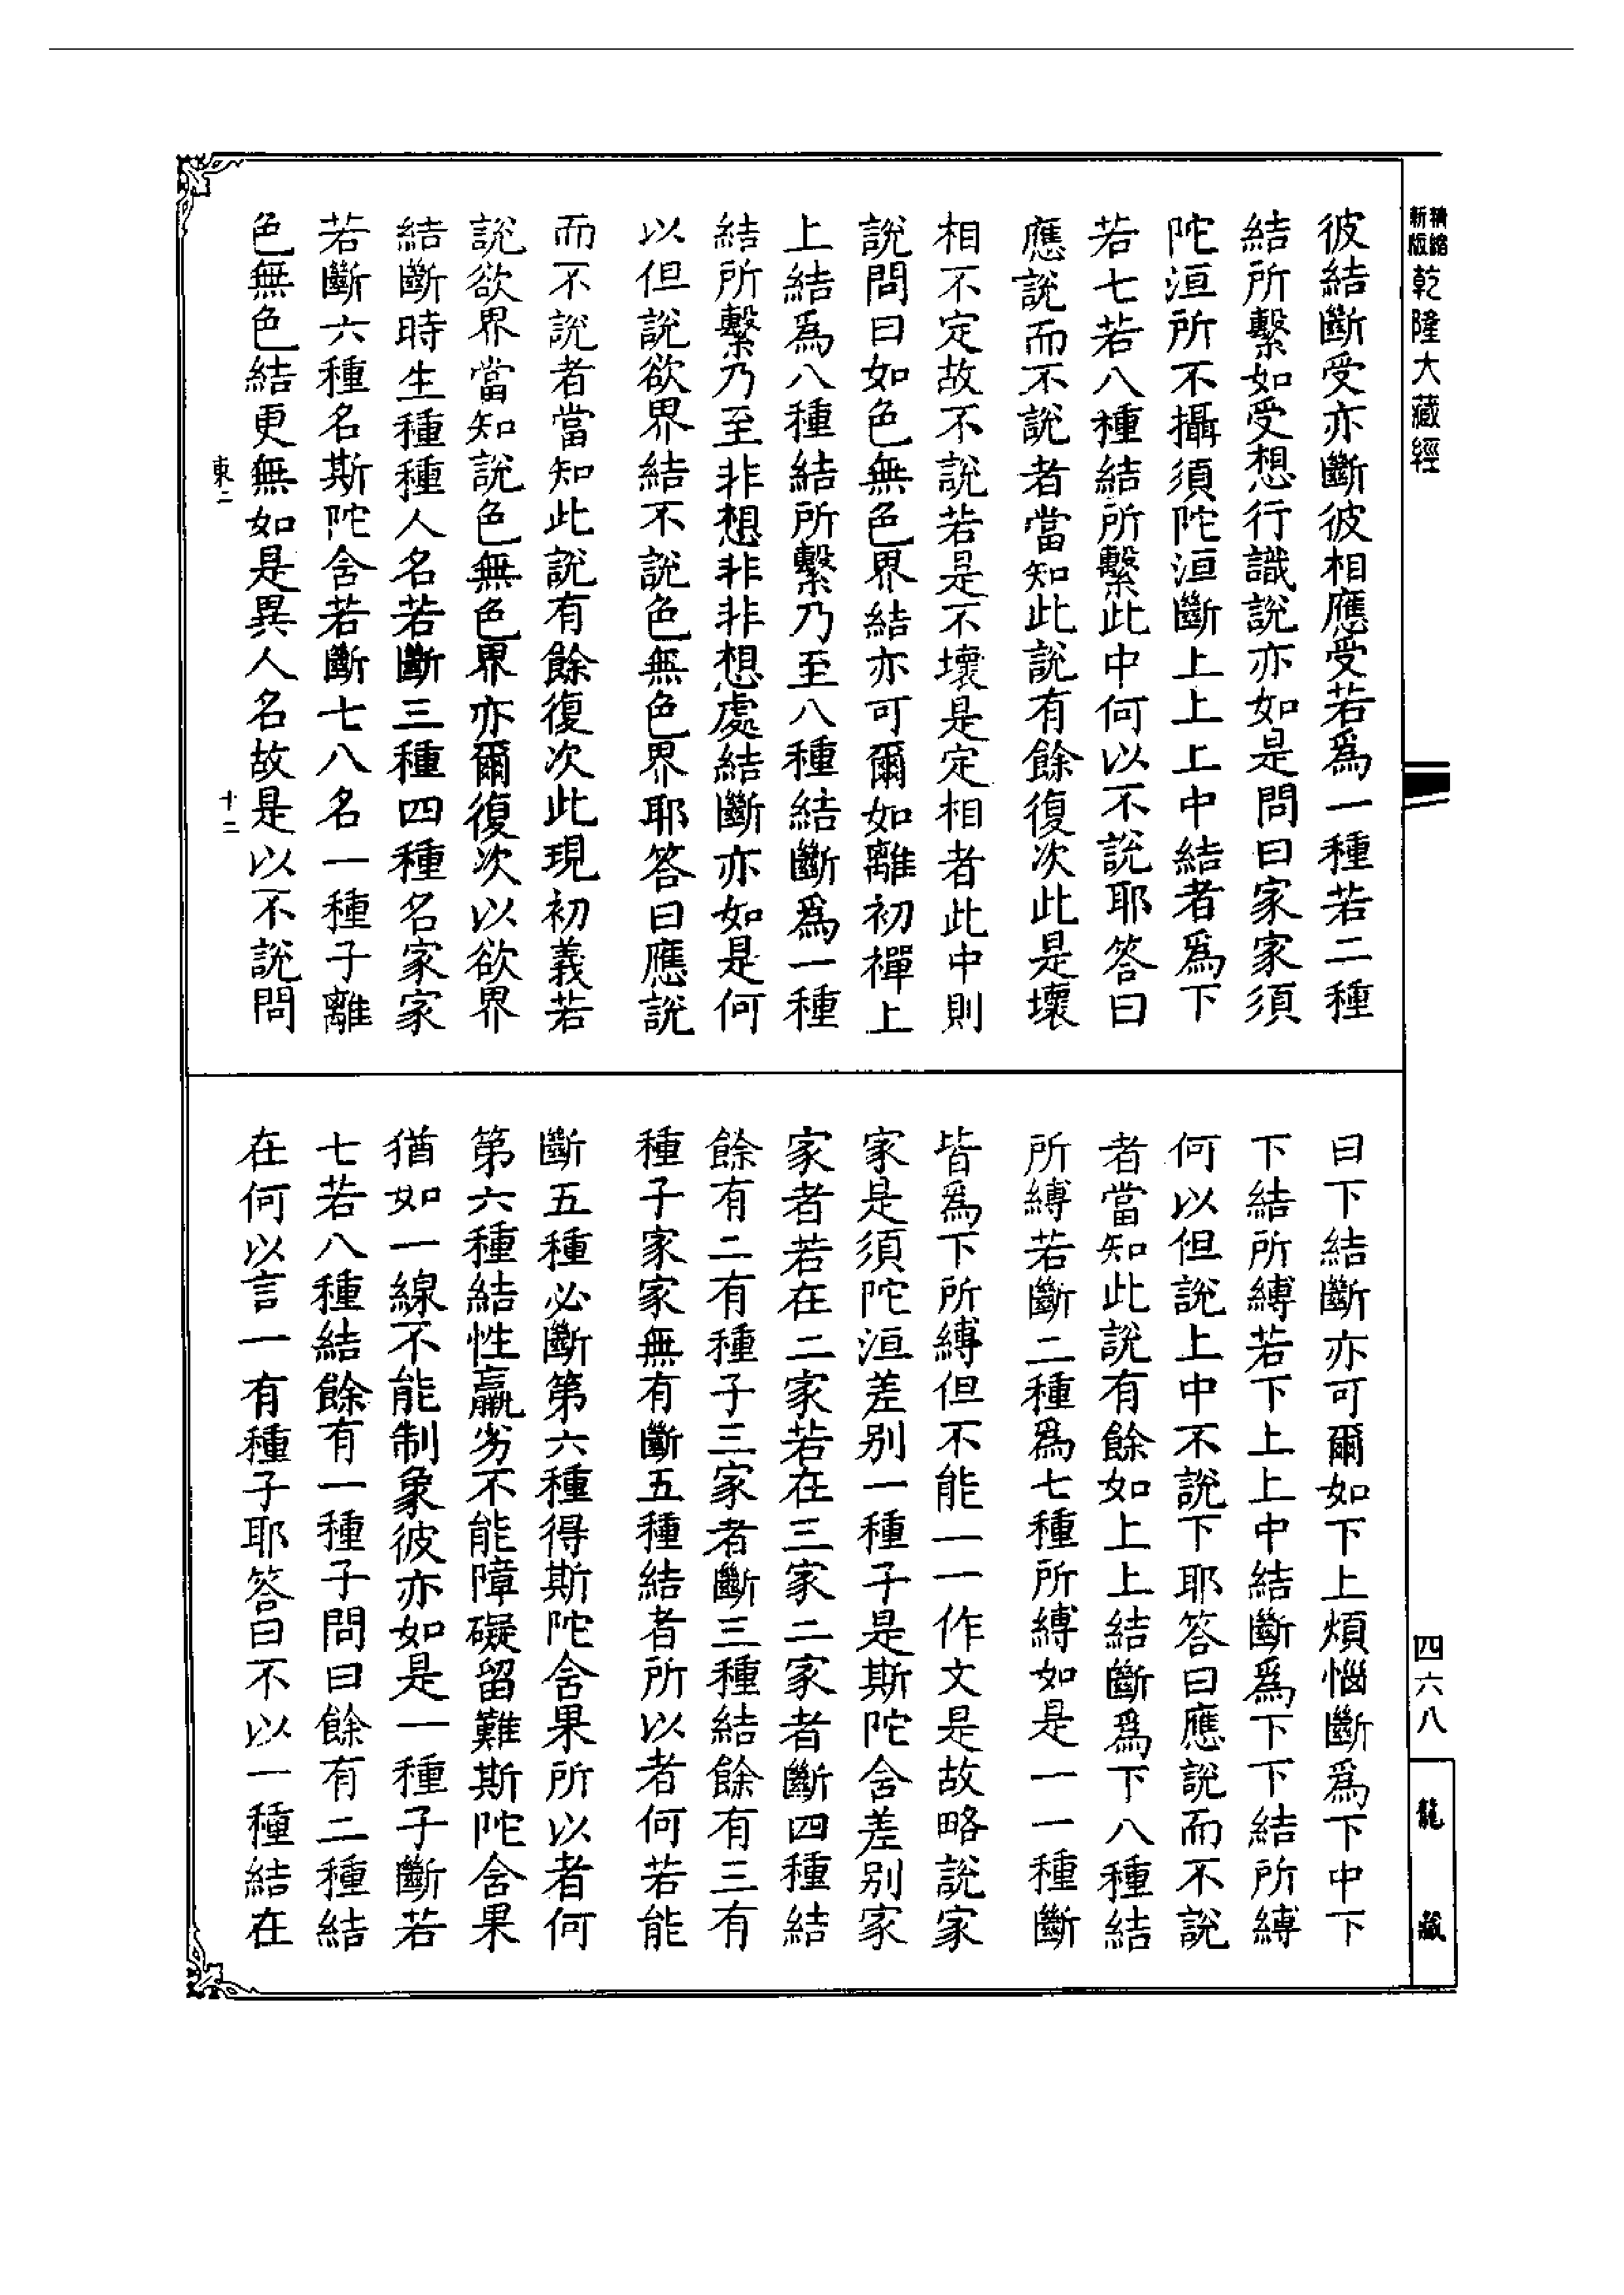 精縮新版乾隆大藏經
彼結斷受亦斷彼相應受若爲一種若二種
結所繫如受想行識說亦如是問曰家家須
陀洹所不攝須陀洹斷上上上中結者爲下
若七若八種結所繫此中何以不說耶答曰
應說而不說者當知此說有餘復次此是壞
相不定故不說若是不壞是定相者此中則
說問曰如色無色界結亦可爾如離初禪上
上結爲八種結所繫乃至八種結斷爲一種
結所繫乃至非想非非想處結斷亦如是何
以但說欲界結不說色無色界耶答曰應說
而不說者當知此說有餘復次此現初義若
說欲界當知說色無色界亦爾復次以欲界
結斷時生種種人名若斷三種四種名家家
若斷六種名斯陀含若斷七八名一種子離
色無色結更無如是異人名故是以不說問
東二
十二
曰下結斷亦可爾如下上煩惱斷爲下中下
下結所縛若下上上中結斷爲下下結所縛
何以但說上中不說下耶答曰應說而不說
者當知此說有餘如上上結斷爲下八種結
所縛若斷二種爲七種所縛如是一一種斷
皆爲下所縛但不能一一作文是故略說家
家是須陀洹差别一種子是斯陀含差别家
家者若在二家若在三家二家者斷四種結
餘有二有種子三家者斷三種結餘有三有
種子家家無有斷五種結者所以者何若能
斷五種必斷第六種得斯陀含果所以者何
第六種結性羸劣不能障礙留難斯陀含果
猶如一線不能制象彼亦如是一種子斷若
七若八種結餘有一種子問曰餘有二種結
在何以言一有種子耶答曰不以一種結在
四六八
龍藏